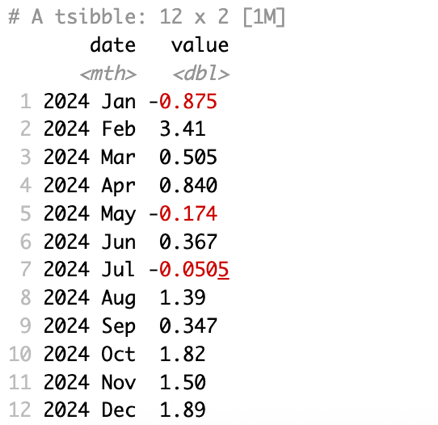 # A tsibble: 12 x 2 [1M]
date value
<mth> <dbl>
1 2024 Jan -0.875
2 2024 Feb 3.41
3 2024 Mar 0.505
4 2024 Apr 0.840
5 2024 May -0.174
6 2024 Jun 0.367
7 2024 Jul -0.0505
8 2024 Aug 1.39
9 2024 Sep 0.347
10 2024 Oct 1.82
11 2024 Nov 1.50
12 2024 Dec 1.89